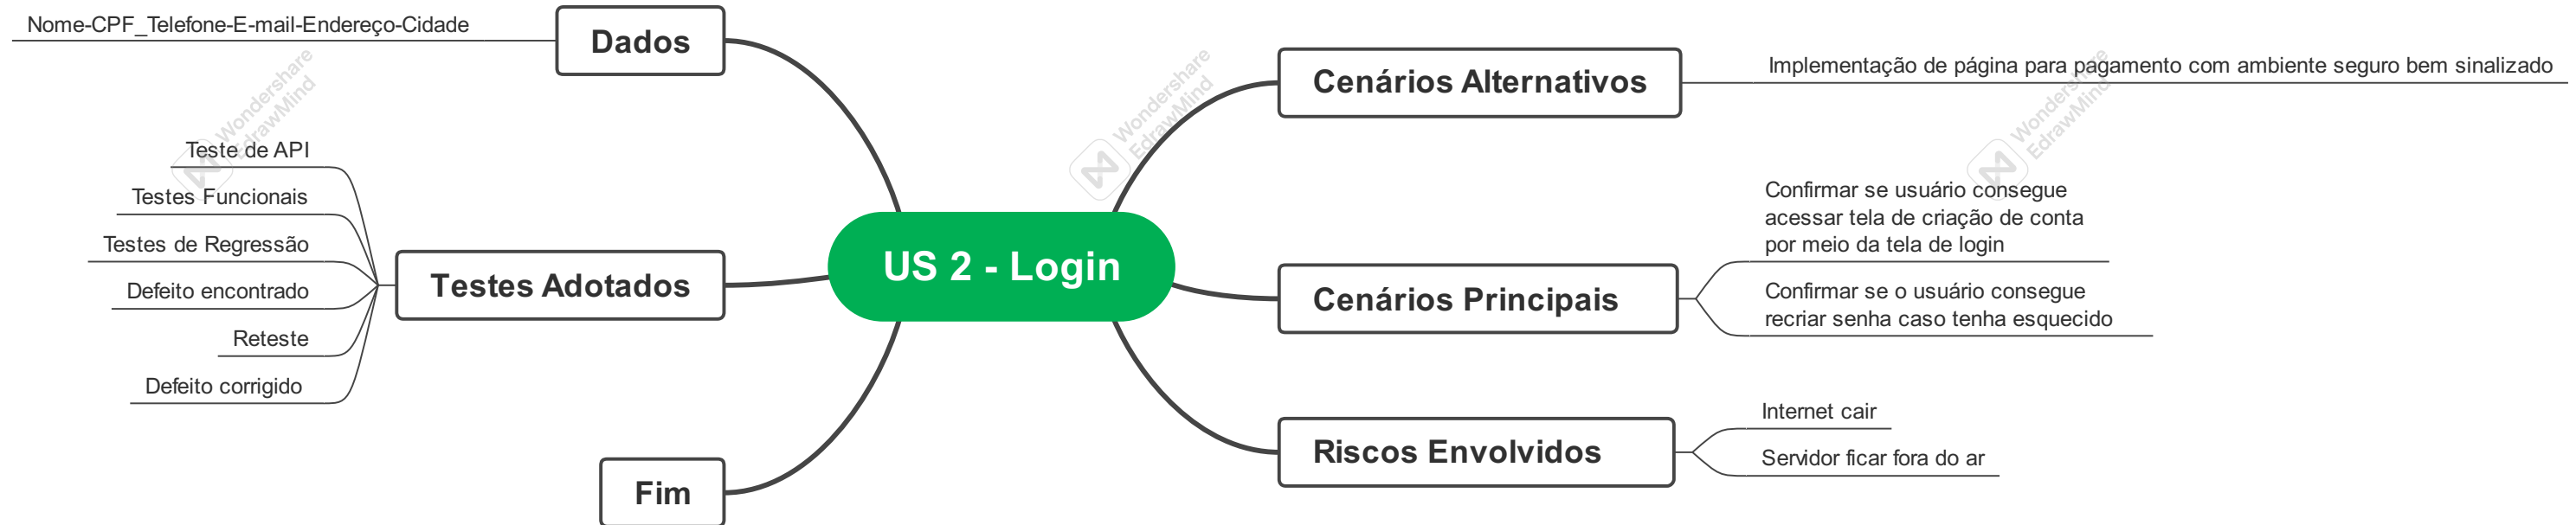 Nome-CPF_Telefone-E-mail-Endereço-Cidade
Dados
Teste de API
Testes Funcionais
Testes de Regressão
Defeito encontrado
Reteste
Defeito corrigido
Testes Adotados
Fim
US 2 - Login
Cenários Alternativos
Implementação de página para pagamento com ambiente seguro bem sinalizado
Cenários Principais
Confirmar se usuário consegue
acessar tela de criação de conta
por meio da tela de login
Confirmar se o usuário consegue
recriar senha caso tenha esquecido
Riscos Envolvidos
Internet cair
Servidor ficar fora do ar
Wondershare
EdrawMind
Wondershare
EdrawMind
Wondershare
EdrawMind